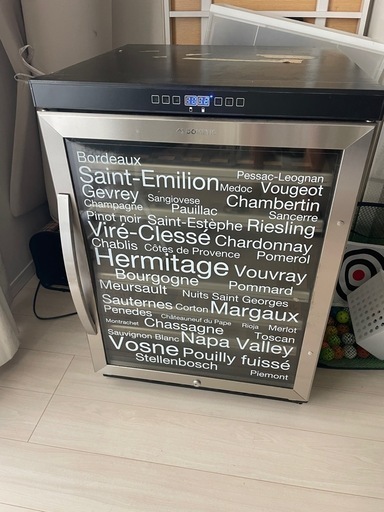 Bordeaux
Pessac-Leognan
Saint-Emilion Medoc Vougeot
Gevrey Sangiovese Chambertin
Champagne Pauillac Sancerre
Pinot noir Saint-Estèphe Riesling
Viré-Clessé Chardonnay
Chablis Côtes de Provence Pomerol
Hermitage Vouvray
Bourgogne Pommard
Meursault Nuits Saint Georges
Sauternes Corton Margaux
Penedes Châteauneuf du Pape Rioja Merlot
Montrachet Chassagne Toscan
Sauvignon Blanc Napa Valley
Vosne Pouilly fuissé
Stellenbosch Piemont